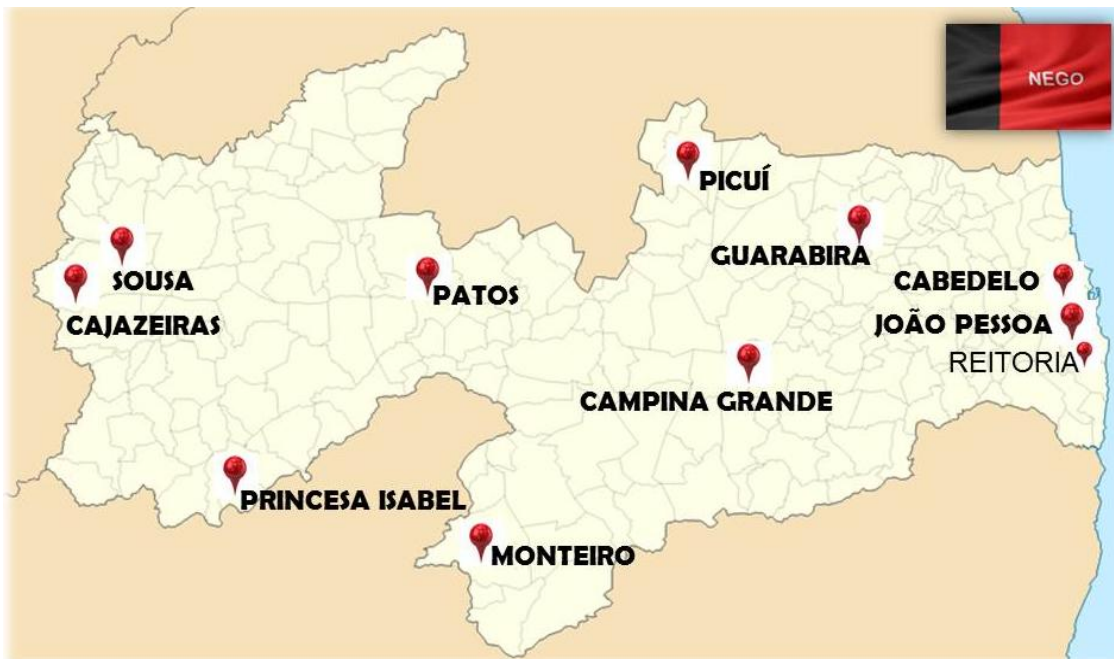 NEGO
PICUÍ
GUARABIRA
SOUSA
CABEDELO
PATOS
CAJAZEIRAS
JOÃO PESSOA
REITORIA
CAMPINA GRANDE
PRINCESA ISABEL
MONTEIRO